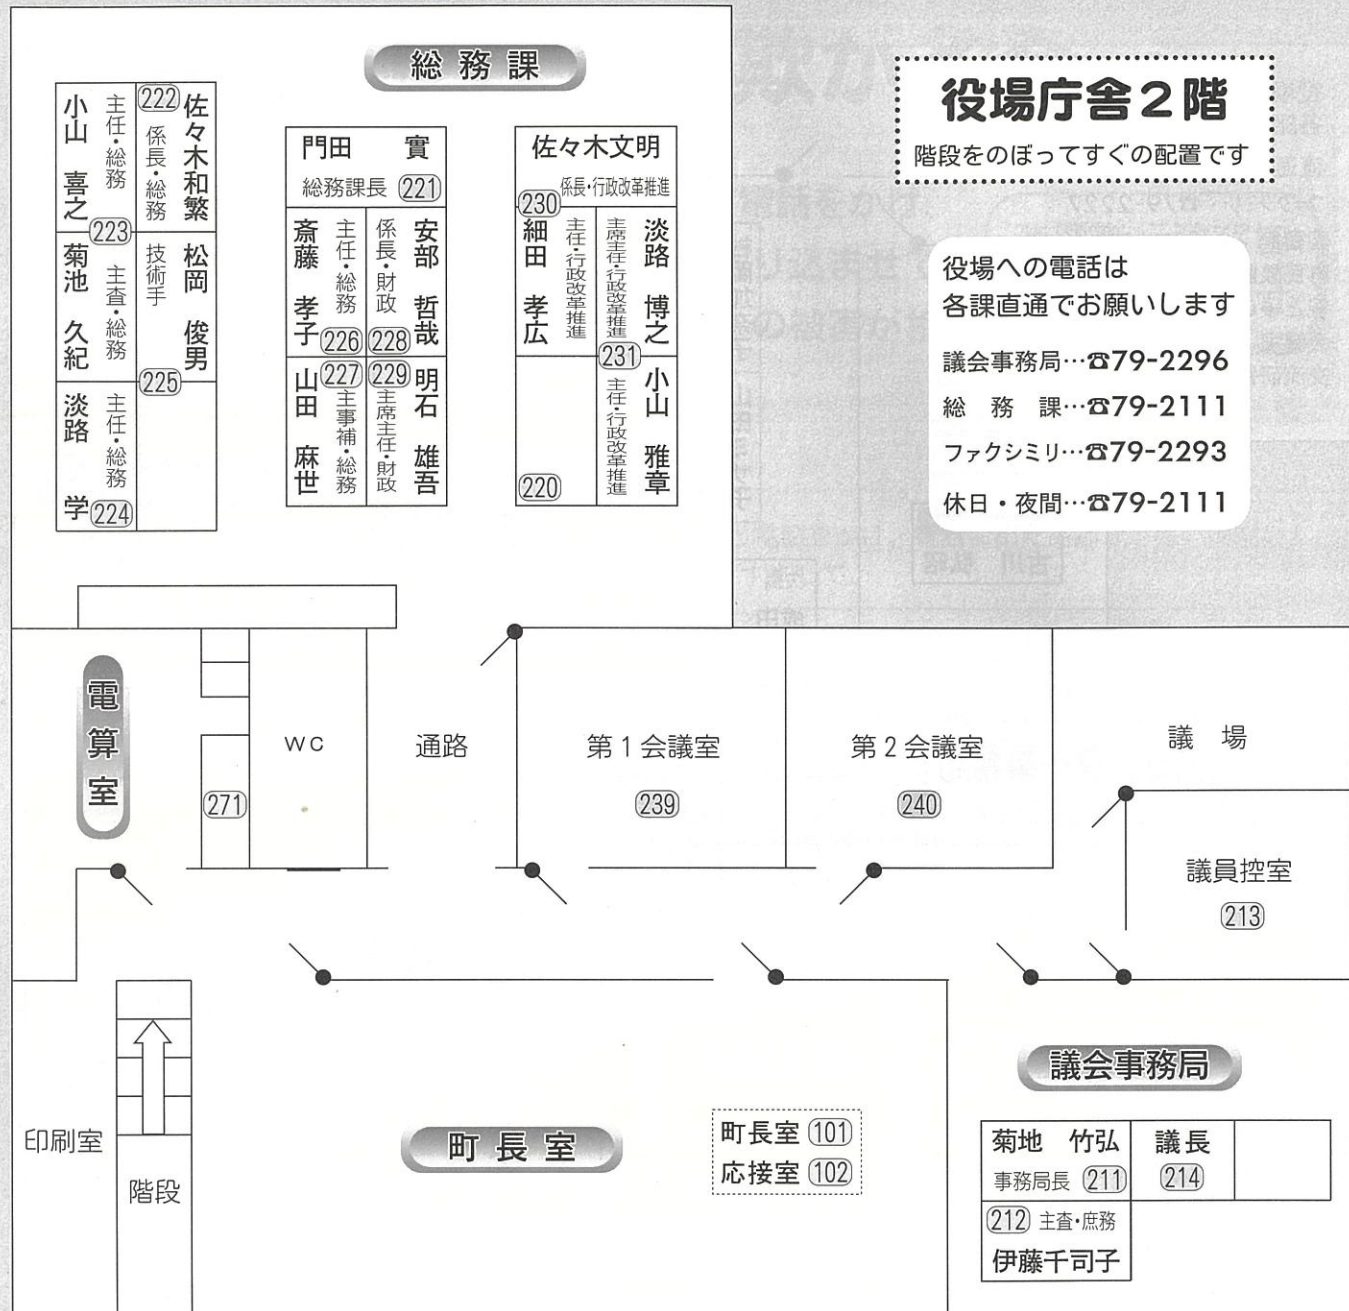 総務課
小山 喜之
主任・総務
222
係長・総務
佐々木和繁
223
菊池 久紀
主査・総務
技術手
松岡 俊男
225
淡路 学
主任・総務
224
門田 實
総務課長 221
斎藤 孝子
主任・総務
226
係長・財政
228
安部 哲哉
山田 麻世
227
主事補・総務
229
主席主任・財政
明石 雄吾
佐々木文明
係長・行政改革推進
230
細田 孝広
主任・行政改革推進
主席主任・行政改革推進
淡路 博之
231
主任・行政改革推進
小山 雅章
220
役場庁舎2階
階段をのぼってすぐの配置です
役場への電話は
各課直通でお願いします
議会事務局…☎79-2296
総務課…☎79-2111
ファクシミリ…☎79-2293
休日・夜間…☎79-2111
電算室
271
WC
通路
第1会議室
239
第2会議室
240
議場
議員控室
213
印刷室
階段
町長室
町長室 101
応接室 102
議会事務局
菊地 竹弘
事務局長 211
議長
214
212 主査・庶務
伊藤千司子